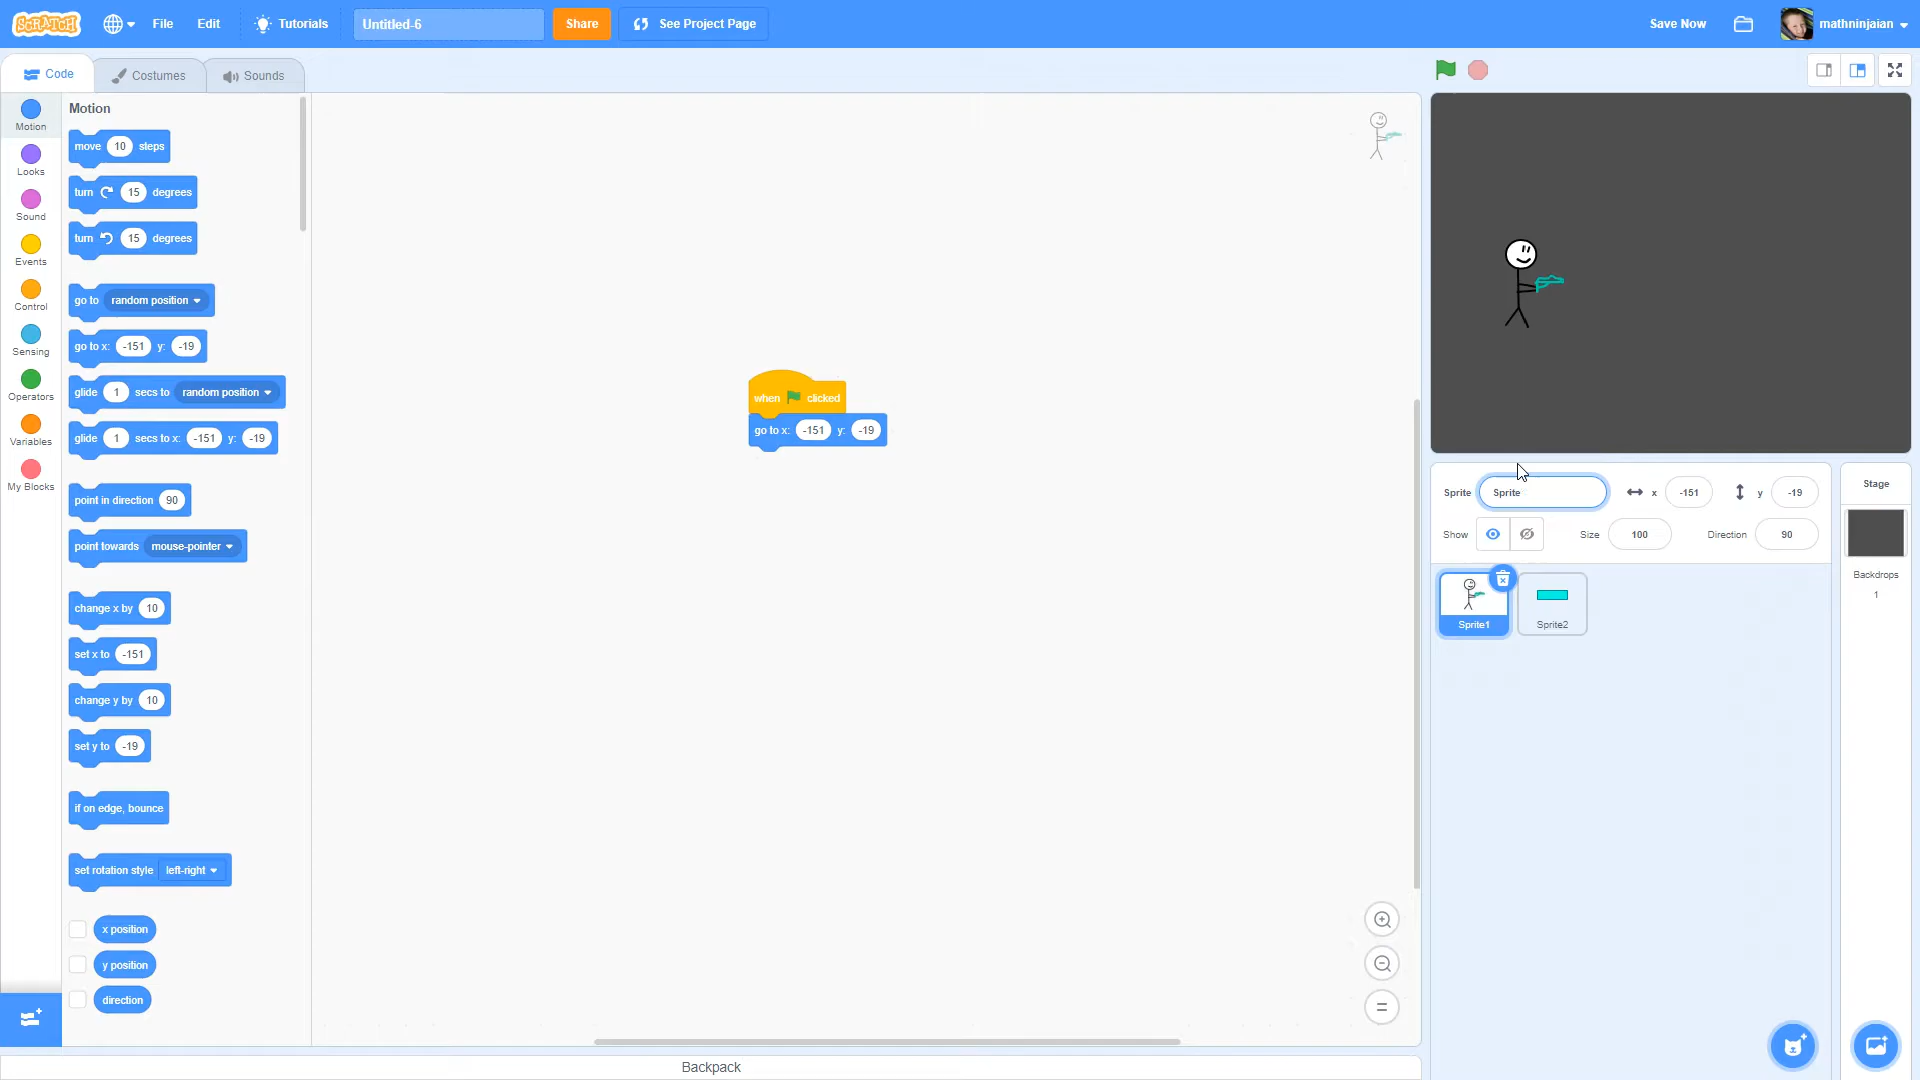 SCRATCH File Edit Tutorials Untitled-6 Share See Project Page Save Now mathninjaian
Code Costumes Sounds
Motion
Looks
Sound
Events
Control
Sensing
Operators
Variables
My Blocks
Motion
move 10 steps
turn 15 degrees
turn 15 degrees
go to random position
go to x: -151 y: -19
glide 1 secs to random position
glide 1 secs to x: -151 y: -19
point in direction 90
point towards mouse-pointer
change x by 10
set x to -151
change y by 10
set y to -19
if on edge, bounce
set rotation style left-right
x position
y position
direction
when clicked
go to x: -151 y: -19
Backpack
Sprite Sprite x -151 y -19
Show Size 100 Direction 90
Sprite1 Sprite2
Stage
Backdrops
1